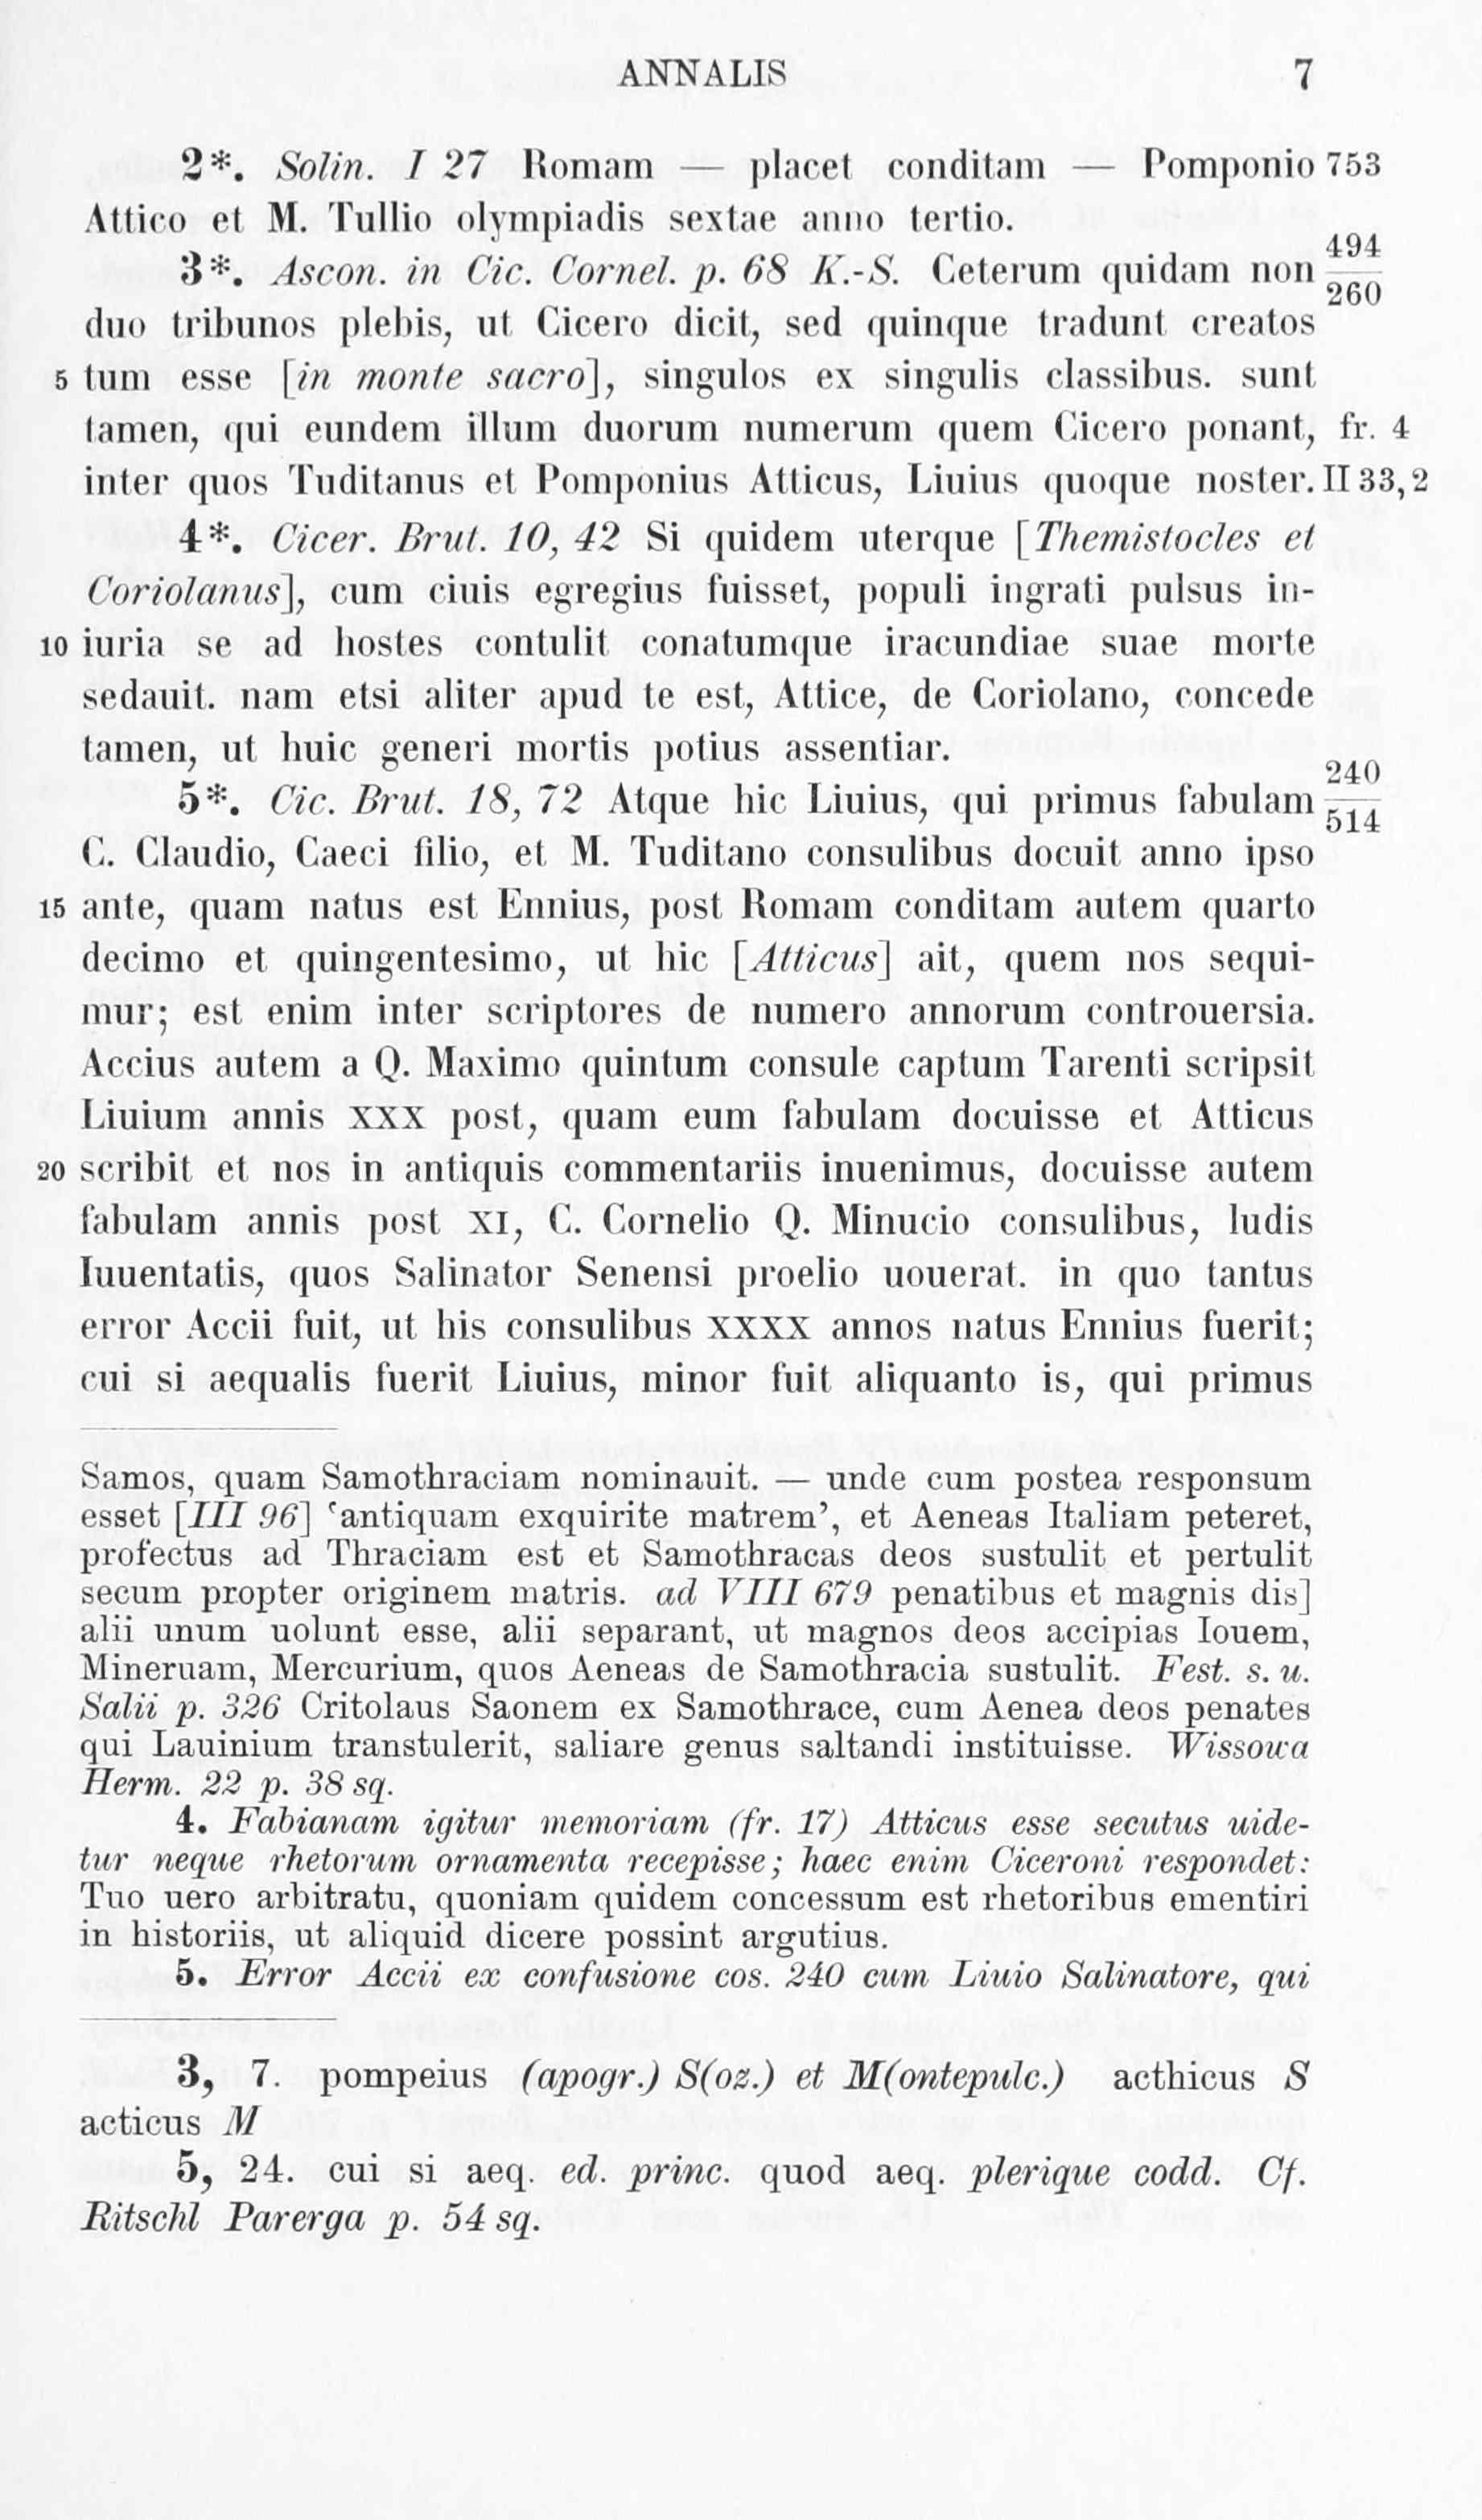 ANNALIS 7
2*. Solin. I 27 Romam — placet conditam — Pomponio 753
Attico et M. Tullio olympiadis sextae anno tertio.
3*. Ascon. in Cic. Cornel. p. 68 K.-S. Ceterum quidam non 494/260
duo tribunos plebis, ut Cicero dicit, sed quinque tradunt creatos
5 tum esse [in monte sacro], singulos ex singulis classibus. sunt
tamen, qui eundem illum duorum numerum quem Cicero ponant, fr. 4
inter quos Tuditanus et Pomponius Atticus, Liuius quoque noster. II 33, 2
4*. Cicer. Brut. 10, 42 Si quidem uterque [Themistocles et
Coriolanus], cum ciuis egregius fuisset, populi ingrati pulsus in-
10 iuria se ad hostes contulit conatumque iracundiae suae morte
sedauit. nam etsi aliter apud te est, Attice, de Coriolano, concede
tamen, ut huic generi mortis potius assentiar.
5*. Cic. Brut. 18, 72 Atque hic Liuius, qui primus fabulam 240/514
C. Claudio, Caeci filio, et M. Tuditano consulibus docuit anno ipso
15 ante, quam natus est Ennius, post Romam conditam autem quarto
decimo et quingentesimo, ut hic [Atticus] ait, quem nos sequi-
mur; est enim inter scriptores de numero annorum controuersia.
Accius autem a Q. Maximo quintum consule captum Tarenti scripsit
Liuium annis XXX post, quam eum fabulam docuisse et Atticus
20 scribit et nos in antiquis commentariis inuenimus, docuisse autem
fabulam annis post XI, C. Cornelio Q. Minucio consulibus, ludis
Iuuentatis, quos Salinator Senensi proelio uouerat. in quo tantus
error Accii fuit, ut his consulibus XXXX annos natus Ennius fuerit;
cui si aequalis fuerit Liuius, minor fuit aliquanto is, qui primus
Samos, quam Samothraciam nominauit. — unde cum postea responsum
esset [III 96] ‘antiquam exquirite matrem’, et Aeneas Italiam peteret,
profectus ad Thraciam est et Samothracas deos sustulit et pertulit
secum propter originem matris. ad VIII 679 penatibus et magnis dis]
alii unum uolunt esse, alii separant, ut magnos deos accipias Iouem,
Mineruam, Mercurium, quos Aeneas de Samothracia sustulit. Fest. s. u.
Salii p. 326 Critolaus Saonem ex Samothrace, cum Aenea deos penates
qui Lauinium transtulerit, saliare genus saltandi instituisse. Wissowa
Herm. 22 p. 38 sq.
4. Fabianam igitur memoriam (fr. 17) Atticus esse secutus uide-
tur neque rhetorum ornamenta recepisse; haec enim Ciceroni respondet:
Tuo uero arbitratu, quoniam quidem concessum est rhetoribus ementiri
in historiis, ut aliquid dicere possint argutius.
5. Error Accii ex confusione cos. 240 cum Liuio Salinatore, qui
3, 7. pompeius (apogr.) S(oz.) et M(ontepulc.) acthicus S
acticus M
5, 24. cui si aeq. ed. princ. quod aeq. plerique codd. Cf.
Ritschl Parerga p. 54 sq.